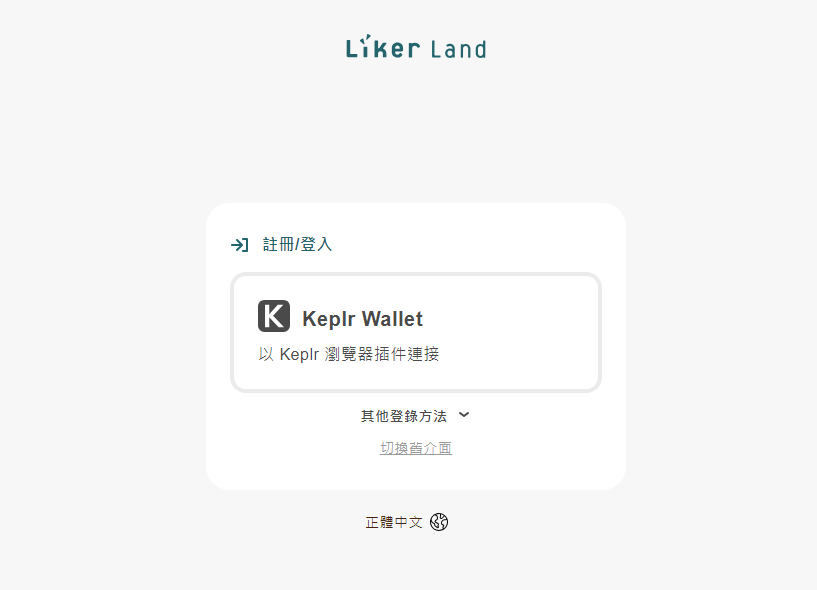 Liker Land
註冊/登入
Keplr Wallet
以 Keplr 瀏覽器插件連接
其他登錄方法
切換舊介面
正體中文